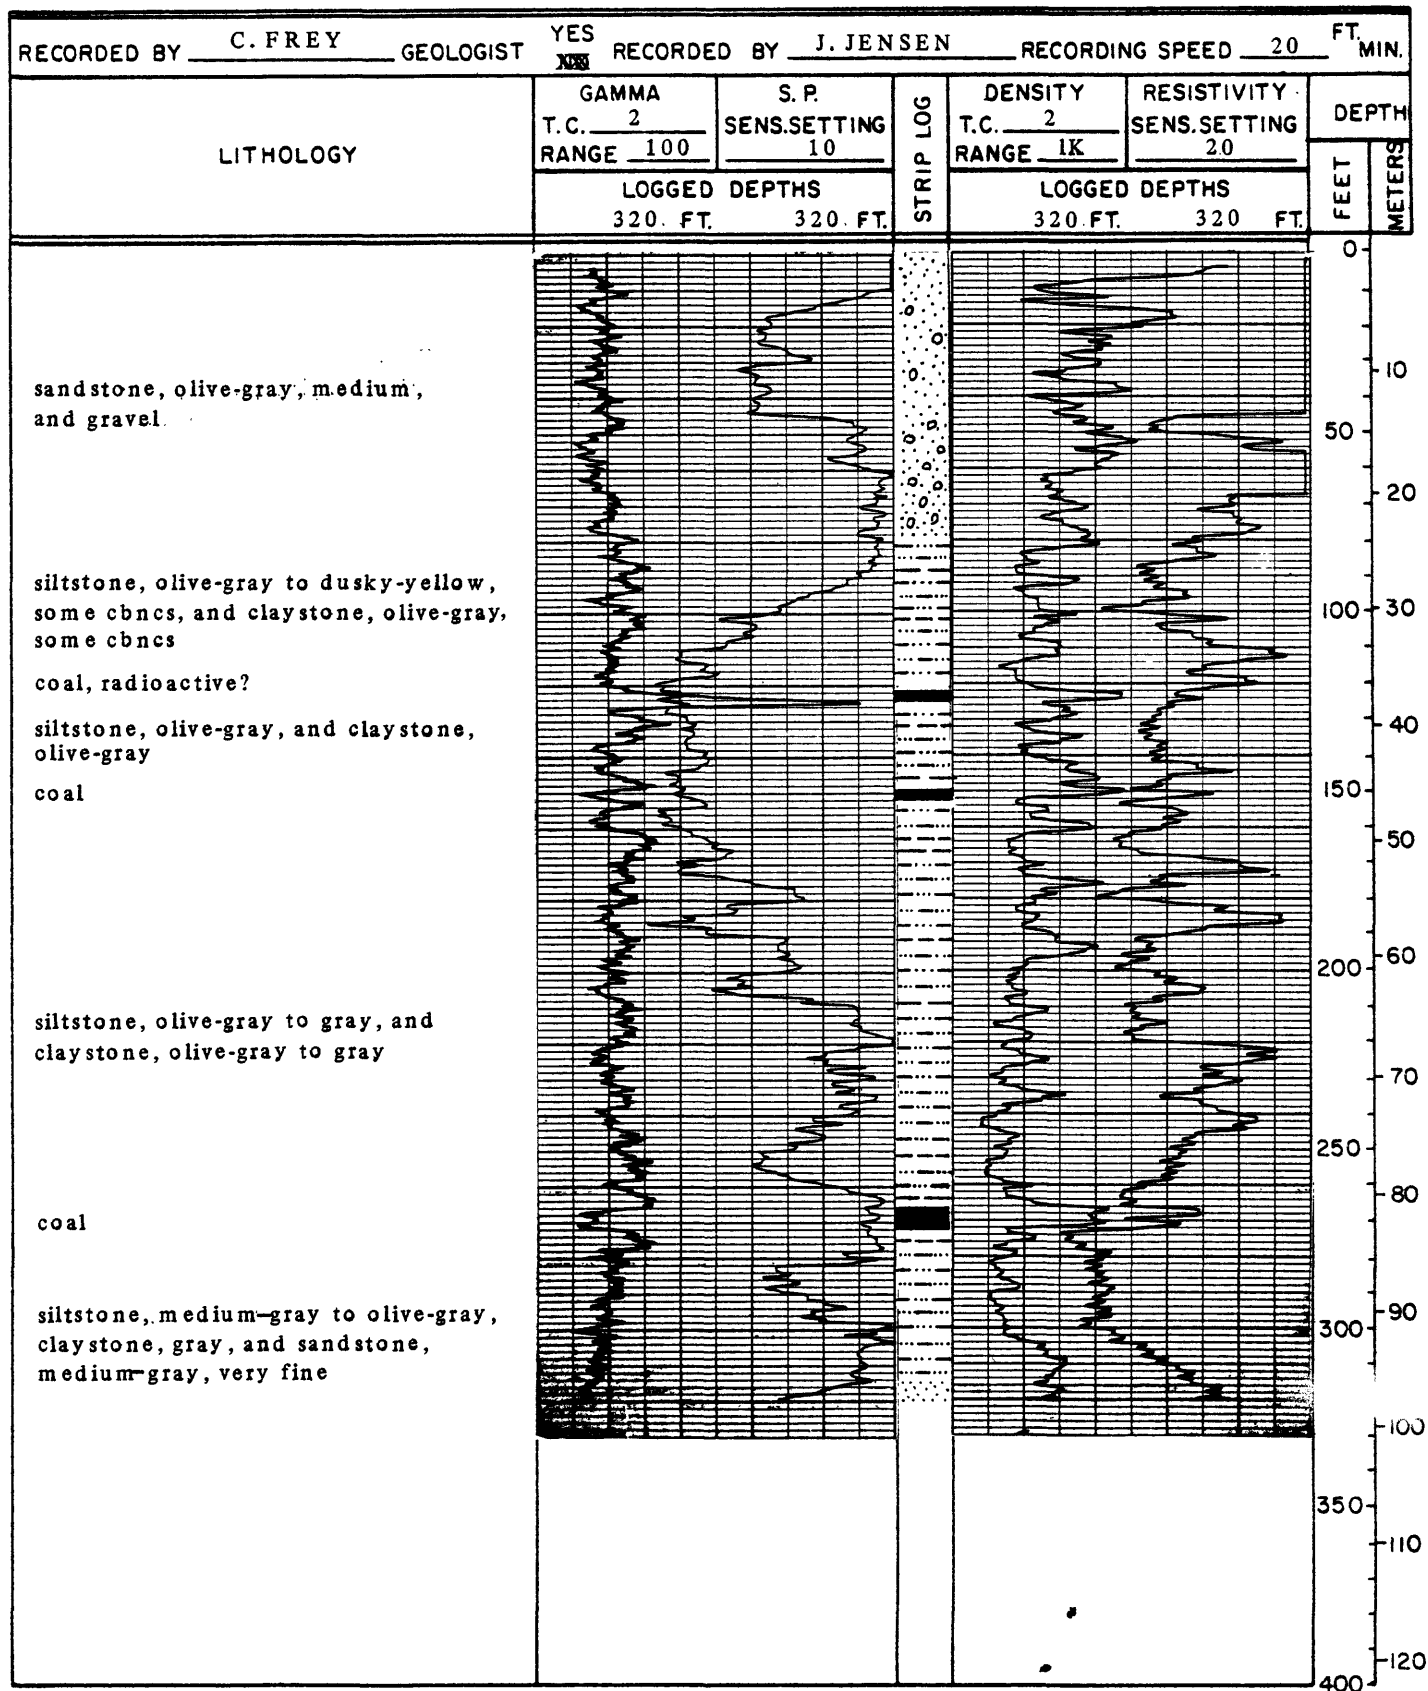 RECORDED BY C. FREY GEOLOGIST YES RECORDED BY J. JENSEN RECORDING SPEED 20 FT. MIN.
LITHOLOGY
GAMMA
T.C. 2
RANGE 100
S. P.
SENS. SETTING
10
LOGGED DEPTHS
320. FT. 320. FT.
STRIP LOG
DENSITY
T.C. 2
RANGE 1K
RESISTIVITY
SENS. SETTING
20
LOGGED DEPTHS
320. FT. 320 FT.
DEPTH
FEET
METERS
sandstone, olive-gray, medium,
and gravel
siltstone, olive-gray to dusky-yellow,
some cbncs, and claystone, olive-gray,
some cbncs
coal, radioactive?
siltstone, olive-gray, and claystone,
olive-gray
coal
siltstone, olive-gray to gray, and
claystone, olive-gray to gray
coal
siltstone, medium-gray to olive-gray,
claystone, gray, and sandstone,
medium-gray, very fine
0
10
50
20
100 30
40
150
50
200 60
70
250
80
90
300
100
350
110
120
400